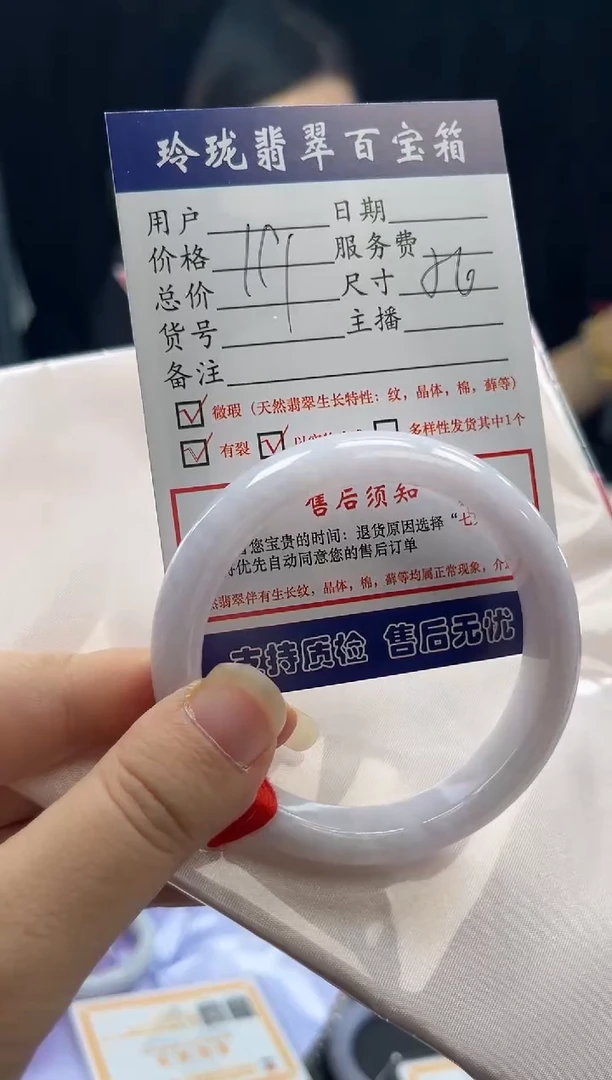 玲珑翡翠百宝箱
用户 日期
价格 服务费
总价 尺寸
货号 主播
备注
微瑕（天然翡翠生长特性：纹，晶体，棉，藓等）
有裂 多样性发货其中1个
售后须知
您宝贵的时间：退货原因选择“七
优先自动同意您的售后订单
翡翠伴有生长纹，晶体，棉，藓等均属正常现象，介
支持质检 售后无忧